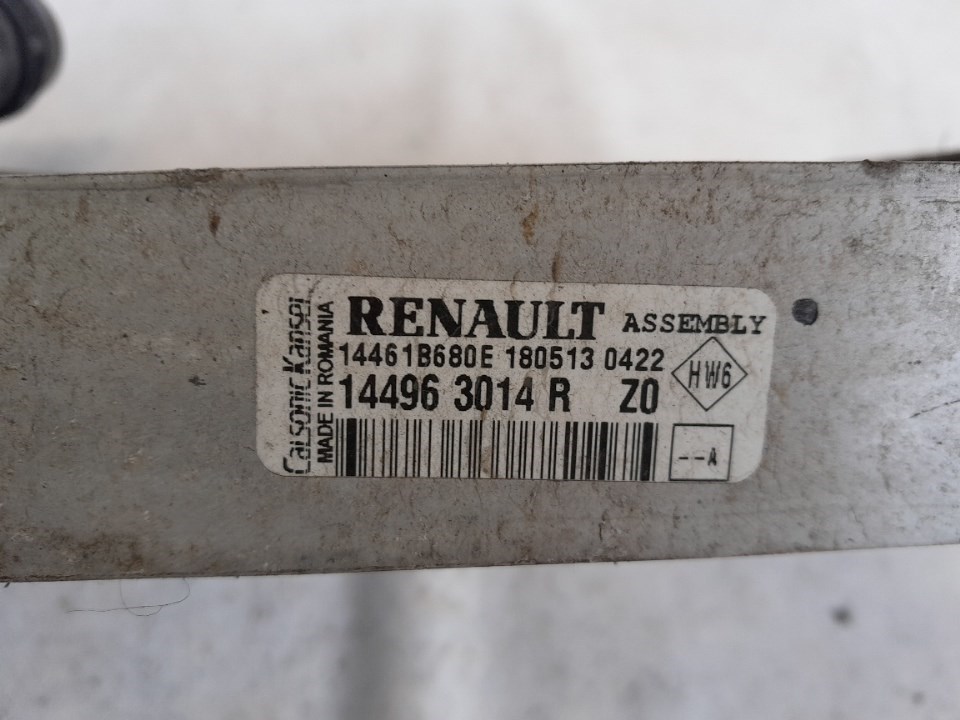 RENAULT ASSEMBLY
14461B680E 180513 0422
14496 3014 R Z0
HW6
--A
Calsonic Kansei
MADE IN ROMANIA